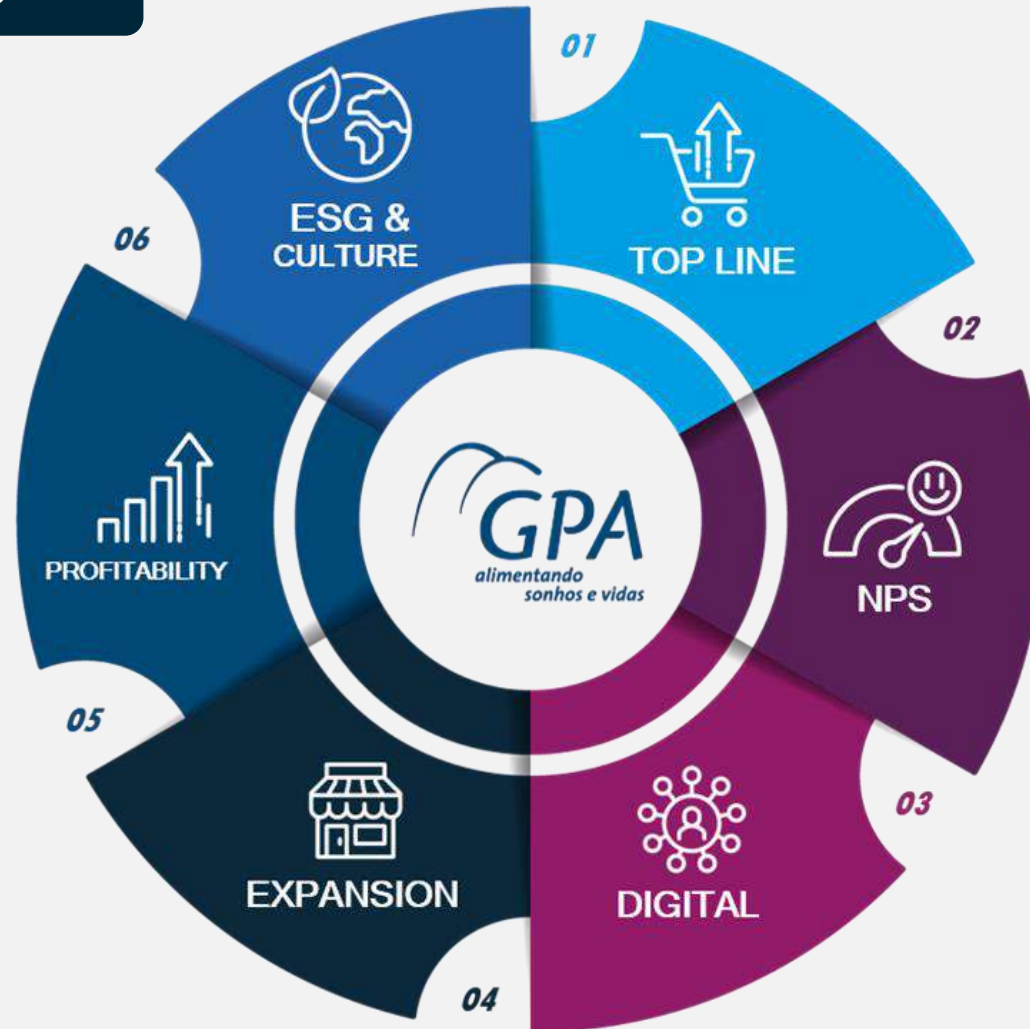 01
TOP LINE
02
NPS
03
DIGITAL
04
EXPANSION
05
PROFITABILITY
06
ESG &
CULTURE
GPA
alimentando
sonhos e vidas